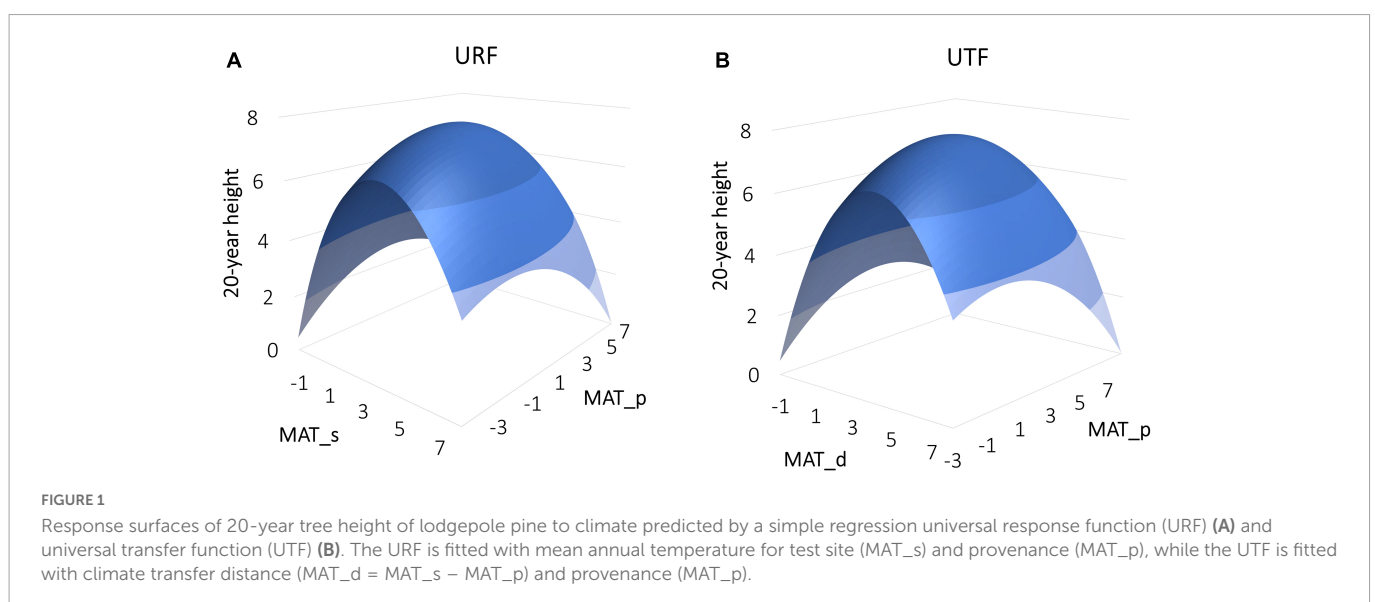 A
URF
8
6
4
2
0
20-year height
-1
1
3
5
7
MAT_s
-3
-1
1
3
5
7
MAT_p
B
UTF
8
6
4
2
0
20-year height
-1
1
3
5
7
MAT_d
-3
-1
1
3
5
7
MAT_p
FIGURE 1
Response surfaces of 20-year tree height of lodgepole pine to climate predicted by a simple regression universal response function (URF) (A) and
universal transfer function (UTF) (B). The URF is fitted with mean annual temperature for test site (MAT_s) and provenance (MAT_p), while the UTF is fitted
with climate transfer distance (MAT_d = MAT_s – MAT_p) and provenance (MAT_p).